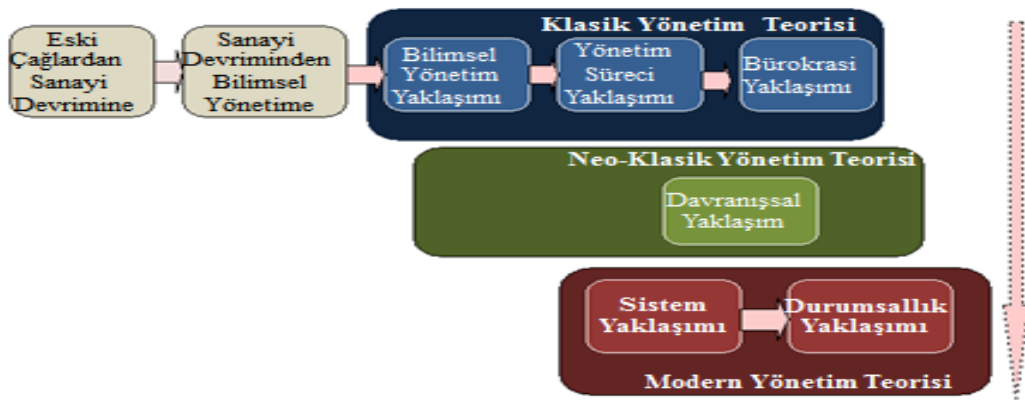 Eski
Çağlardan
Sanayi
Devrimine
Sanayi
Devriminden
Bilimsel
Yönetime
Klasik Yönetim Teorisi
Bilimsel
Yönetim
Yaklaşımı
Yönetim
Süreci
Yaklaşımı
Bürokrasi
Yaklaşımı
Neo-Klasik Yönetim Teorisi
Davranışsal
Yaklaşım
Sistem
Yaklaşımı
Durumsallık
Yaklaşımı
Modern Yönetim Teorisi